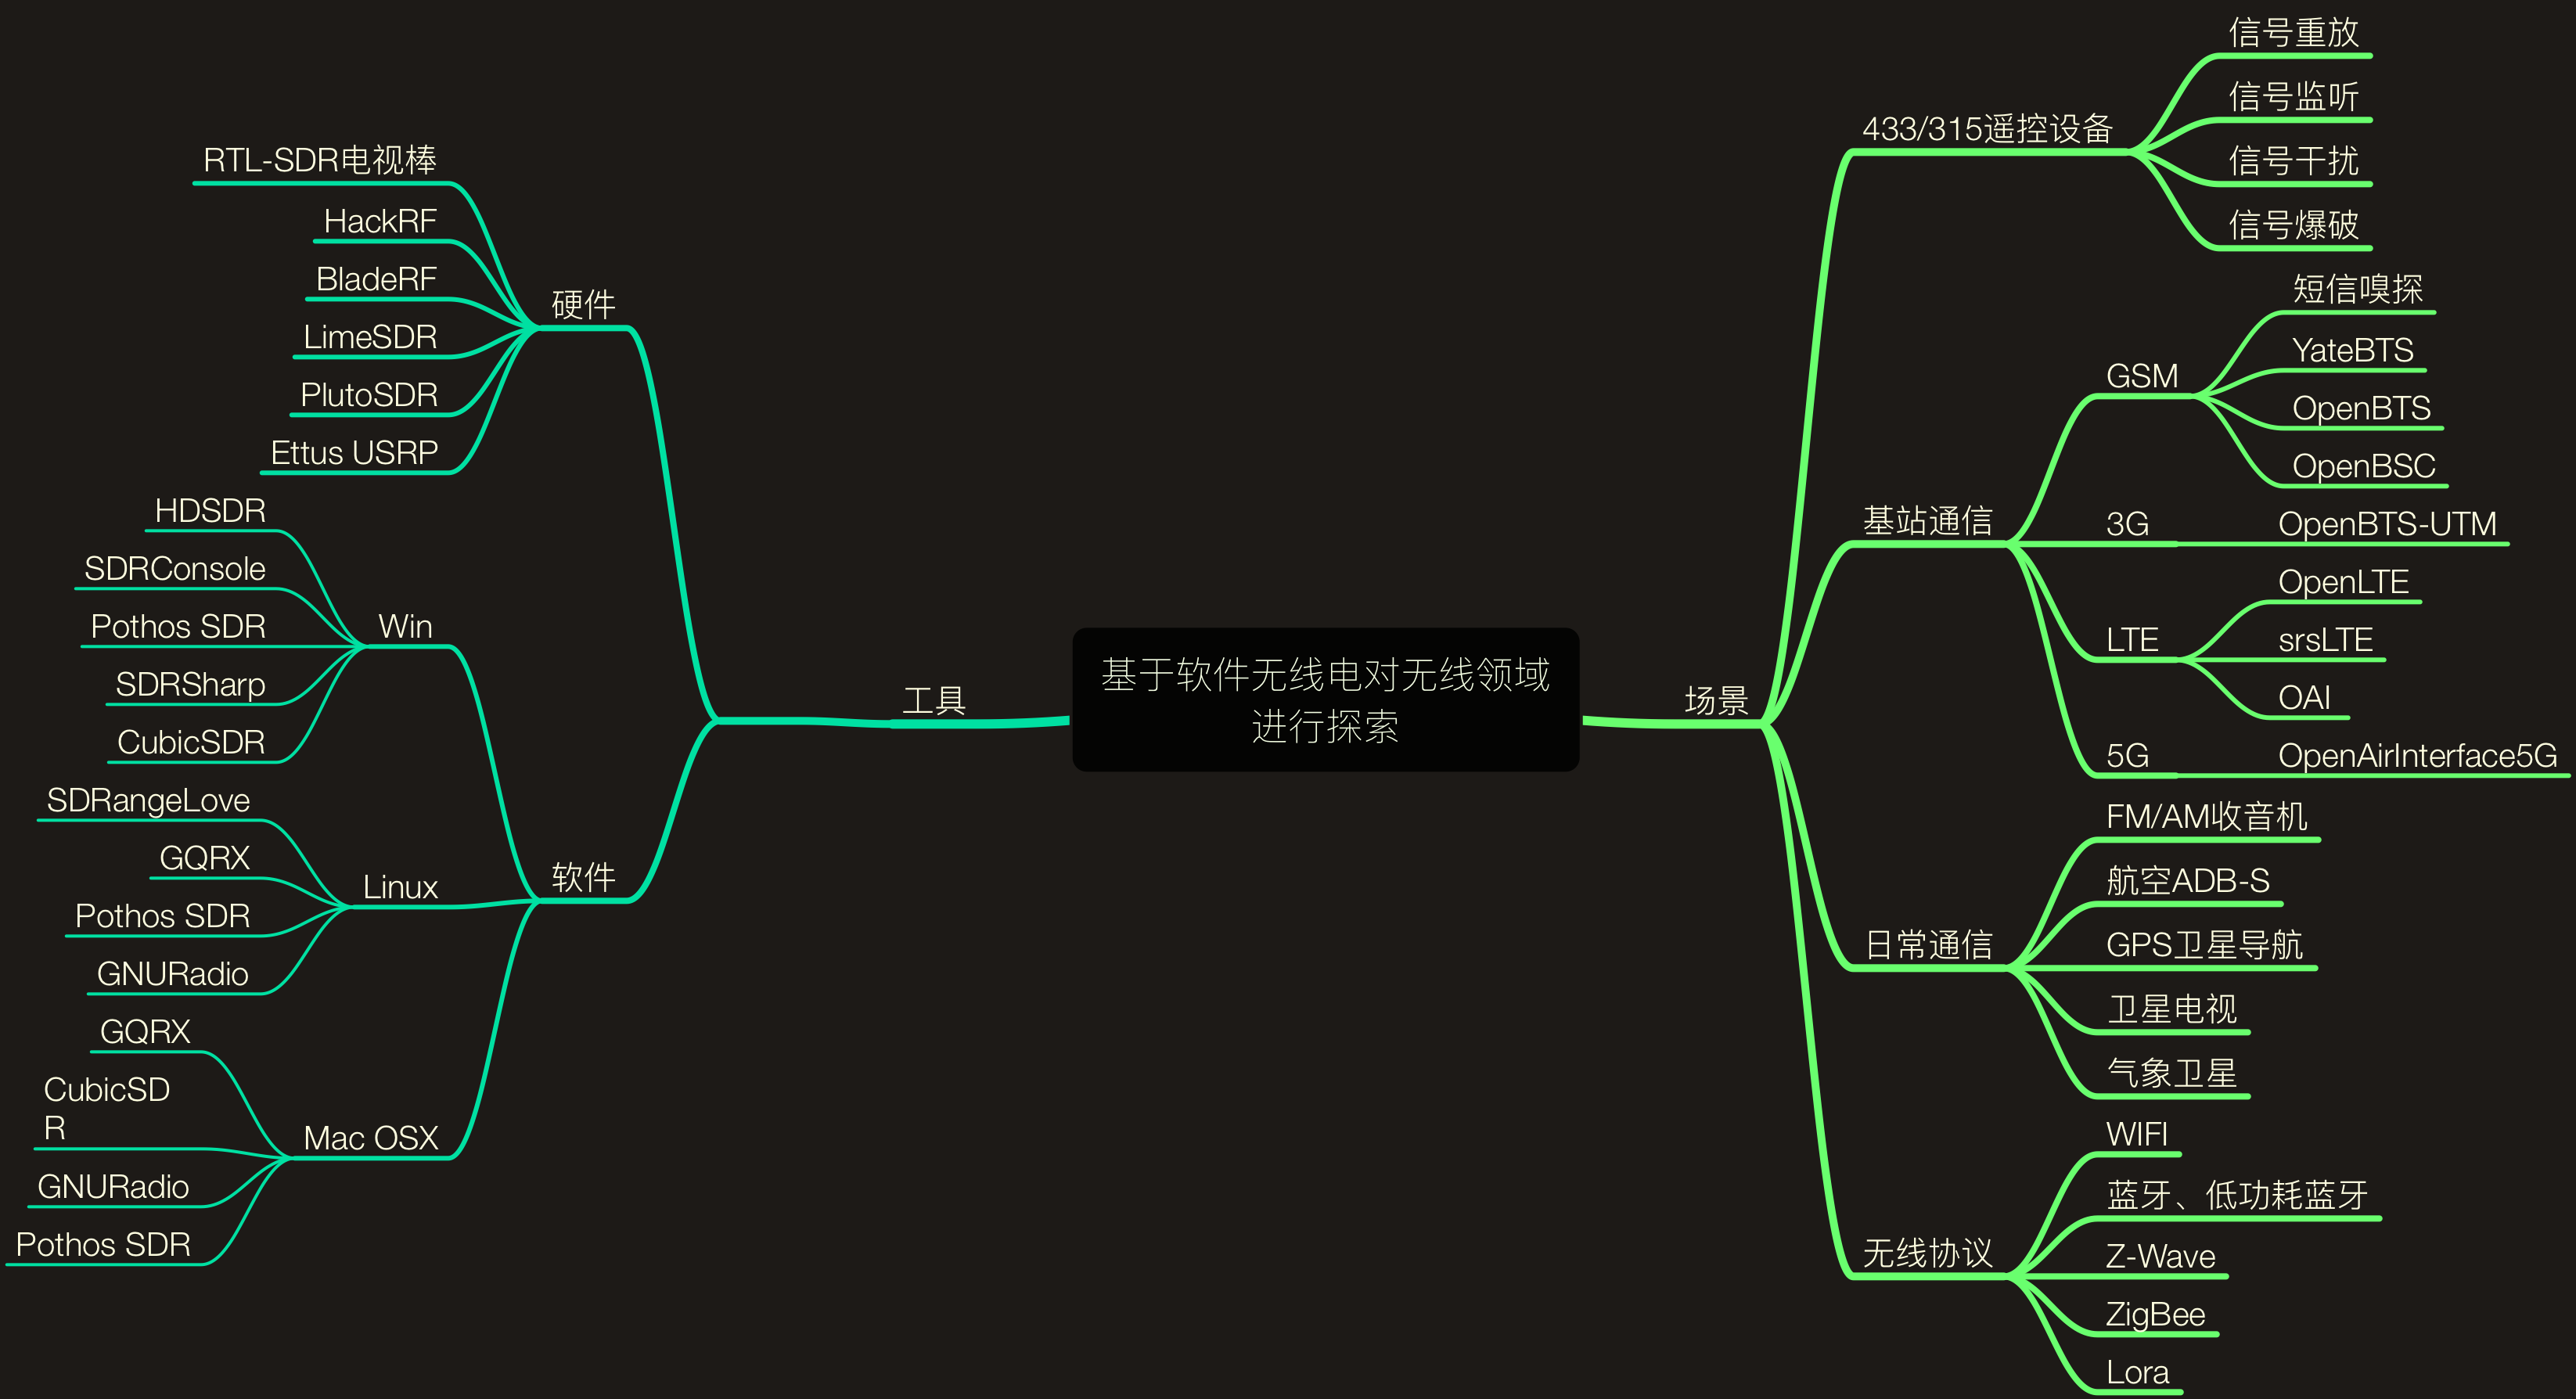 基于软件无线电对无线领域
进行探索
工具
硬件
RTL-SDR电视棒
HackRF
BladeRF
LimeSDR
PlutoSDR
Ettus USRP
软件
Win
HDSDR
SDRConsole
Pothos SDR
SDRSharp
CubicSDR
Linux
SDRangeLove
GQRX
Pothos SDR
GNURadio
Mac OSX
GQRX
CubicSD
R
GNURadio
Pothos SDR
场景
433/315遥控设备
信号重放
信号监听
信号干扰
信号爆破
基站通信
GSM
短信嗅探
YateBTS
OpenBTS
OpenBSC
3G
OpenBTS-UTM
LTE
OpenLTE
srsLTE
OAI
5G
OpenAirInterface5G
日常通信
FM/AM收音机
航空ADB-S
GPS卫星导航
卫星电视
气象卫星
无线协议
WIFI
蓝牙、低功耗蓝牙
Z-Wave
ZigBee
Lora